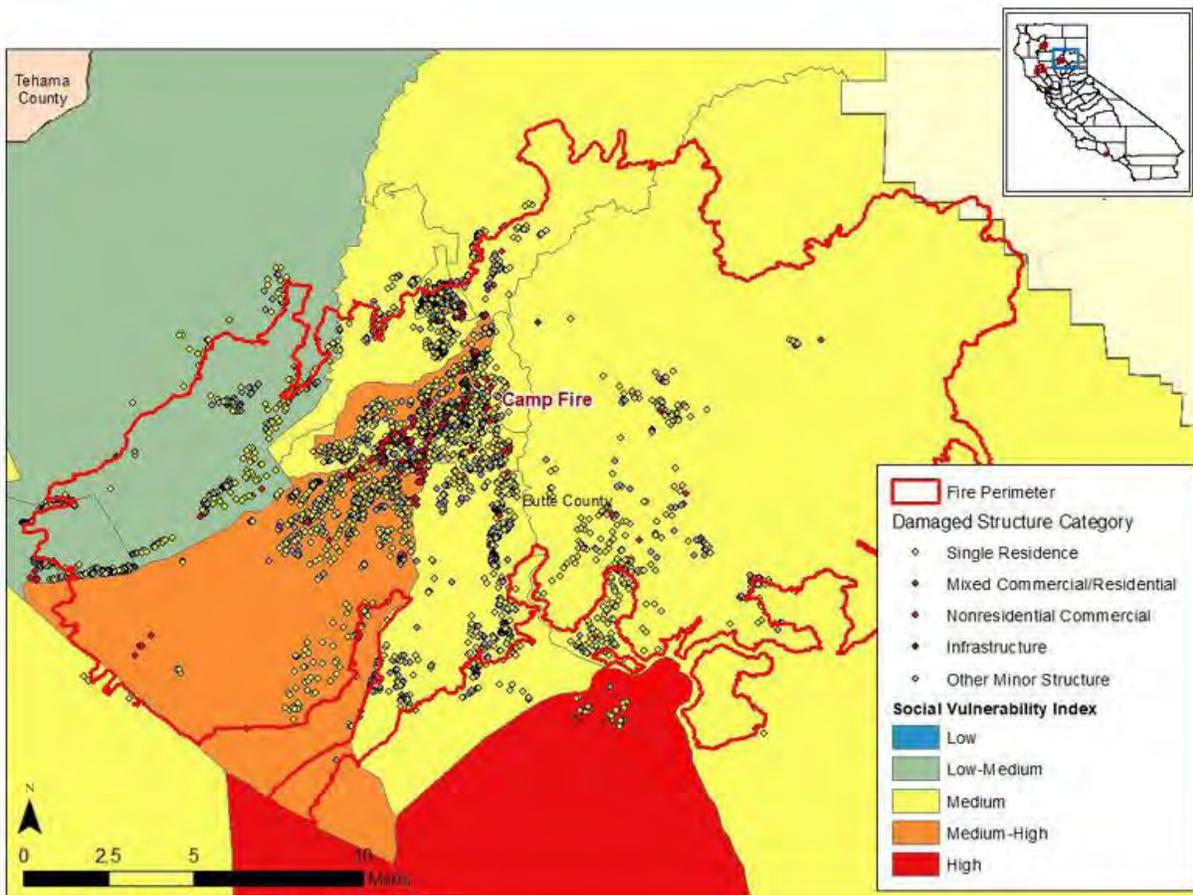 Tehama
County
Camp Fire
Butte County
Fire Perimeter
Damaged Structure Category
Single Residence
Mixed Commercial/Residential
Nonresidential Commercial
Infrastructure
Other Minor Structure
Social Vulnerability Index
Low
Low-Medium
Medium
Medium-High
High
N
0 2.5 5 10
Miles